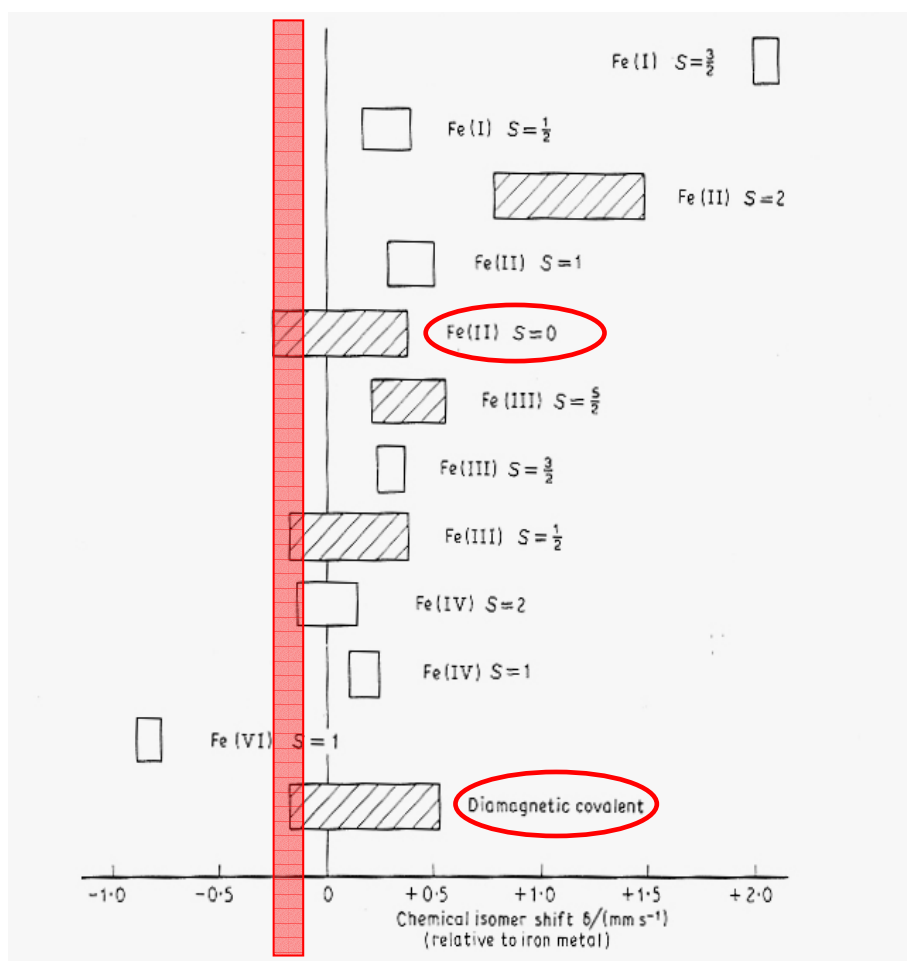 Fe(I) S=3/2
Fe(I) S=1/2
Fe(II) S=2
Fe(II) S=1
Fe(II) S=0
Fe(III) S=5/2
Fe(III) S=3/2
Fe(III) S=1/2
Fe(IV) S=2
Fe(IV) S=1
Fe(VI) S=1
Diamagnetic covalent
-1·0 -0·5 0 +0·5 +1·0 +1·5 +2·0
Chemical isomer shift δ/(mm s⁻¹)
(relative to iron metal)